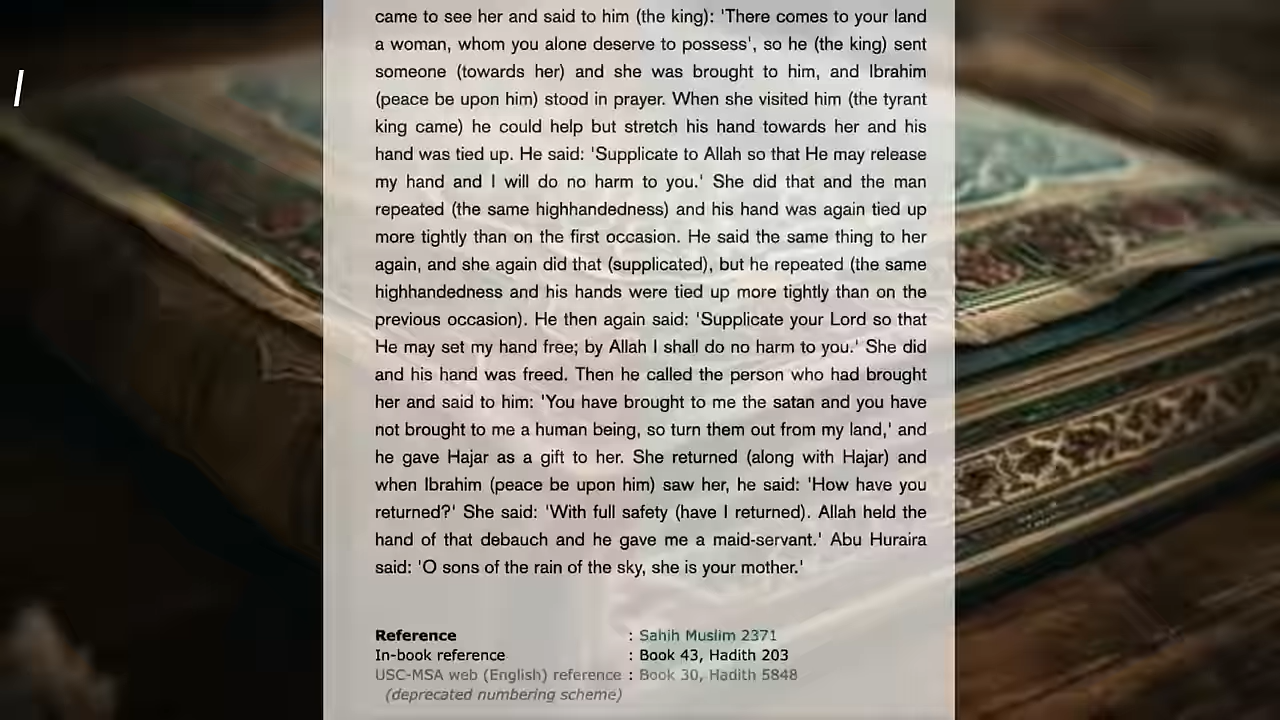 came to see her and said to him (the king): 'There comes to your land
a woman, whom you alone deserve to possess', so he (the king) sent
someone (towards her) and she was brought to him, and Ibrahim
(peace be upon him) stood in prayer. When she visited him (the tyrant
king came) he could help but stretch his hand towards her and his
hand was tied up. He said: 'Supplicate to Allah so that He may release
my hand and I will do no harm to you.' She did that and the man
repeated (the same highhandedness) and his hand was again tied up
more tightly than on the first occasion. He said the same thing to her
again, and she again did that (supplicated), but he repeated (the same
highhandedness and his hands were tied up more tightly than on the
previous occasion). He then again said: 'Supplicate your Lord so that
He may set my hand free; by Allah I shall do no harm to you.' She did
and his hand was freed. Then he called the person who had brought
her and said to him: 'You have brought to me the satan and you have
not brought to me a human being, so turn them out from my land,' and
he gave Hajar as a gift to her. She returned (along with Hajar) and
when Ibrahim (peace be upon him) saw her, he said: 'How have you
returned?' She said: 'With full safety (have I returned). Allah held the
hand of that debauch and he gave me a maid-servant.' Abu Huraira
said: 'O sons of the rain of the sky, she is your mother.'
Reference : Sahih Muslim 2371
In-book reference : Book 43, Hadith 203
USC-MSA web (English) reference : Book 30, Hadith 5848
(deprecated numbering scheme)